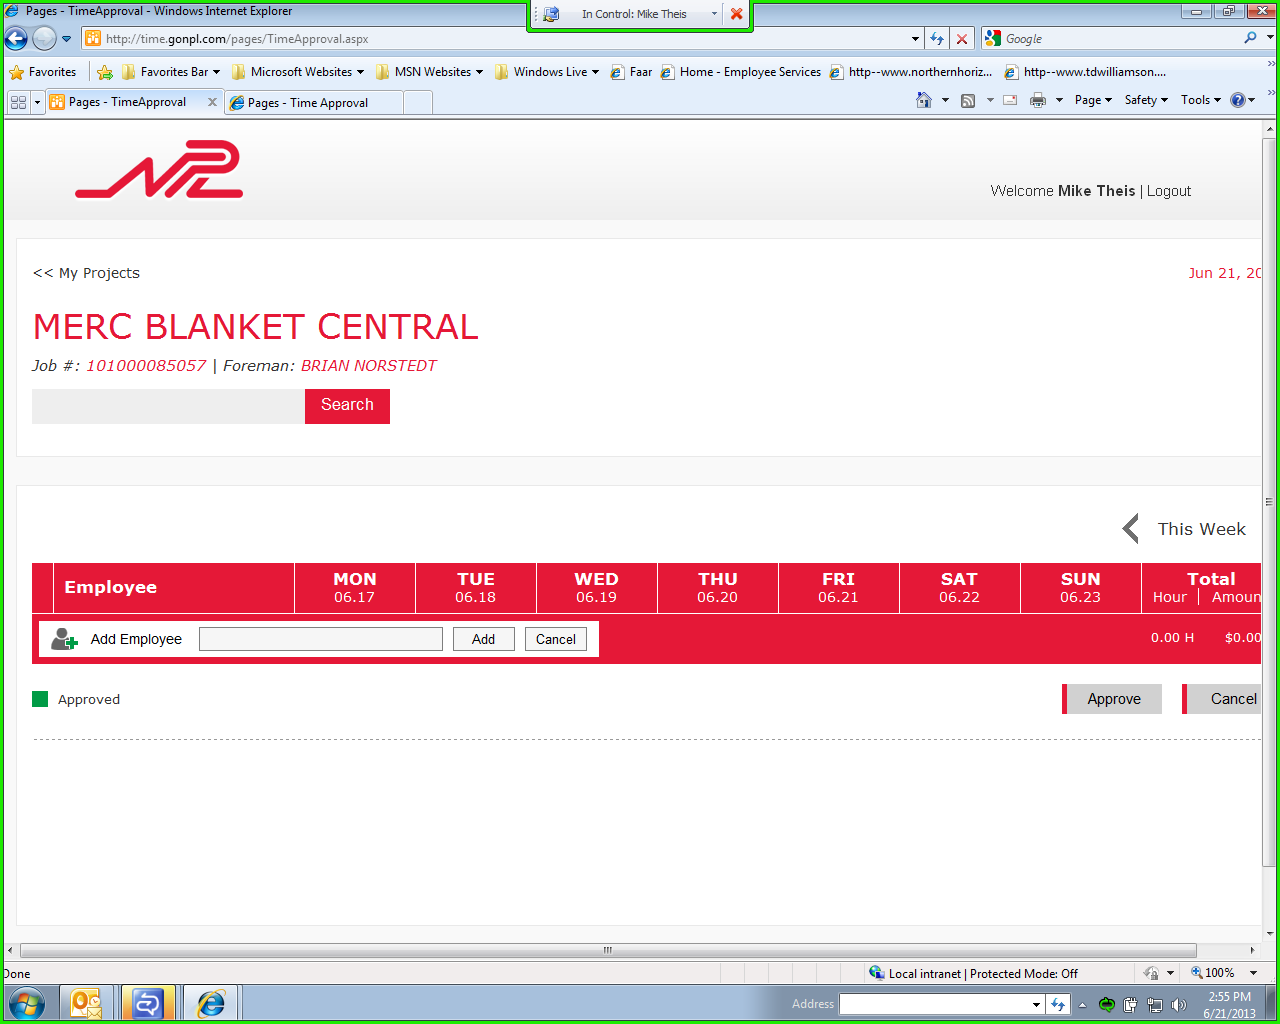 Pages - TimeApproval - Windows Internet Explorer
In Control: Mike Theis
http://time.gonpl.com/pages/TimeApproval.aspx
Google
Favorites
Favorites Bar
Microsoft Websites
MSN Websites
Windows Live
Faar
Home - Employee Services
http--www.northernhoriz...
http--www.tdwilliamson....
Pages - TimeApproval
Pages - Time Approval
Page
Safety
Tools
Welcome Mike Theis | Logout
<< My Projects
Jun 21, 20
MERC BLANKET CENTRAL
Job #: 101000085057 | Foreman: BRIAN NORSTEDT
Search
This Week
Employee
MON
TUE
WED
THU
FRI
SAT
SUN
Total
06.17
06.18
06.19
06.20
06.21
06.22
06.23
Hour
Amoun
Add Employee
Add
Cancel
0.00 H
$0.00
Approved
Approve
Cancel
Done
Local intranet | Protected Mode: Off
100%
Address
2:55 PM
6/21/2013